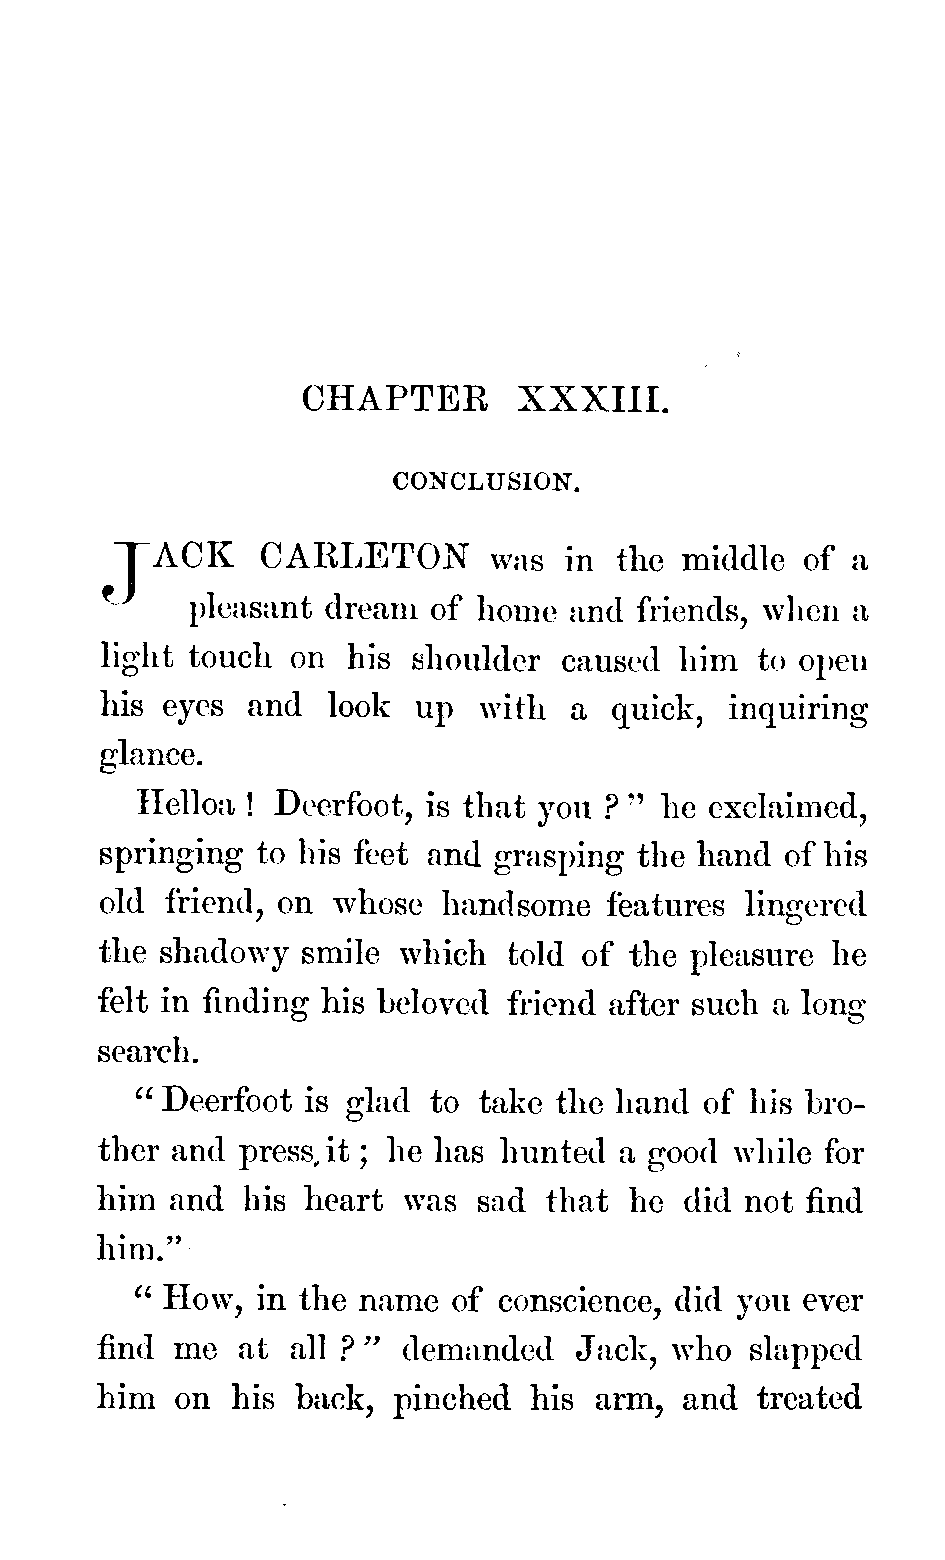 CHAPTER XXXIII.
CONCLUSION.
JACK CARLETON was in the middle of a
pleasant dream of home and friends, when a
light touch on his shoulder caused him to open
his eyes and look up with a quick, inquiring
glance.
Helloa! Deerfoot, is that you?" he exclaimed,
springing to his feet and grasping the hand of his
old friend, on whose handsome features lingered
the shadowy smile which told of the pleasure he
felt in finding his beloved friend after such a long
search.
"Deerfoot is glad to take the hand of his bro-
ther and press it; he has hunted a good while for
him and his heart was sad that he did not find
him."
"How, in the name of conscience, did you ever
find me at all?" demanded Jack, who slapped
him on his back, pinched his arm, and treated